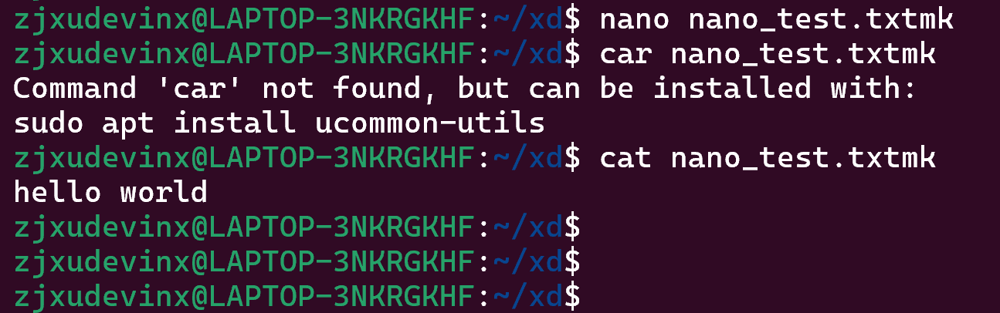 zjxudevinx@LAPTOP-3NKRGKHF:~/xd$ nano nano_test.txtmk
zjxudevinx@LAPTOP-3NKRGKHF:~/xd$ car nano_test.txtmk
Command 'car' not found, but can be installed with:
sudo apt install ucommon-utils
zjxudevinx@LAPTOP-3NKRGKHF:~/xd$ cat nano_test.txtmk
hello world
zjxudevinx@LAPTOP-3NKRGKHF:~/xd$
zjxudevinx@LAPTOP-3NKRGKHF:~/xd$
zjxudevinx@LAPTOP-3NKRGKHF:~/xd$